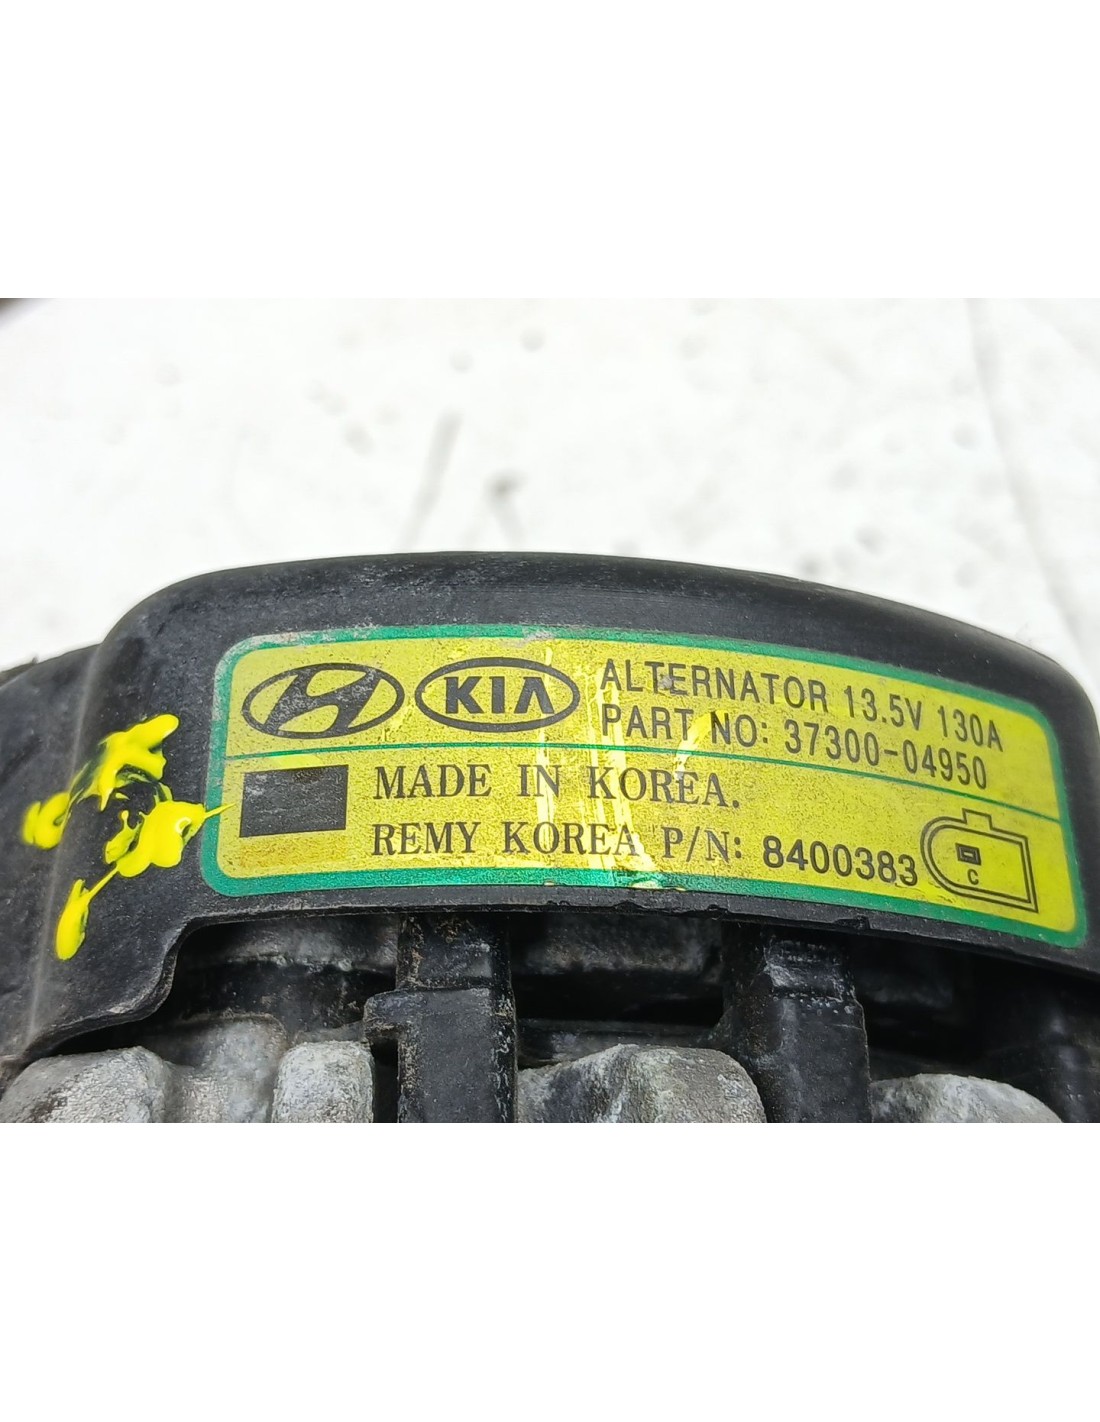 KIA
ALTERNATOR 13.5V 130A
PART NO: 37300-04950
MADE IN KOREA.
REMY KOREA P/N: 8400383
C